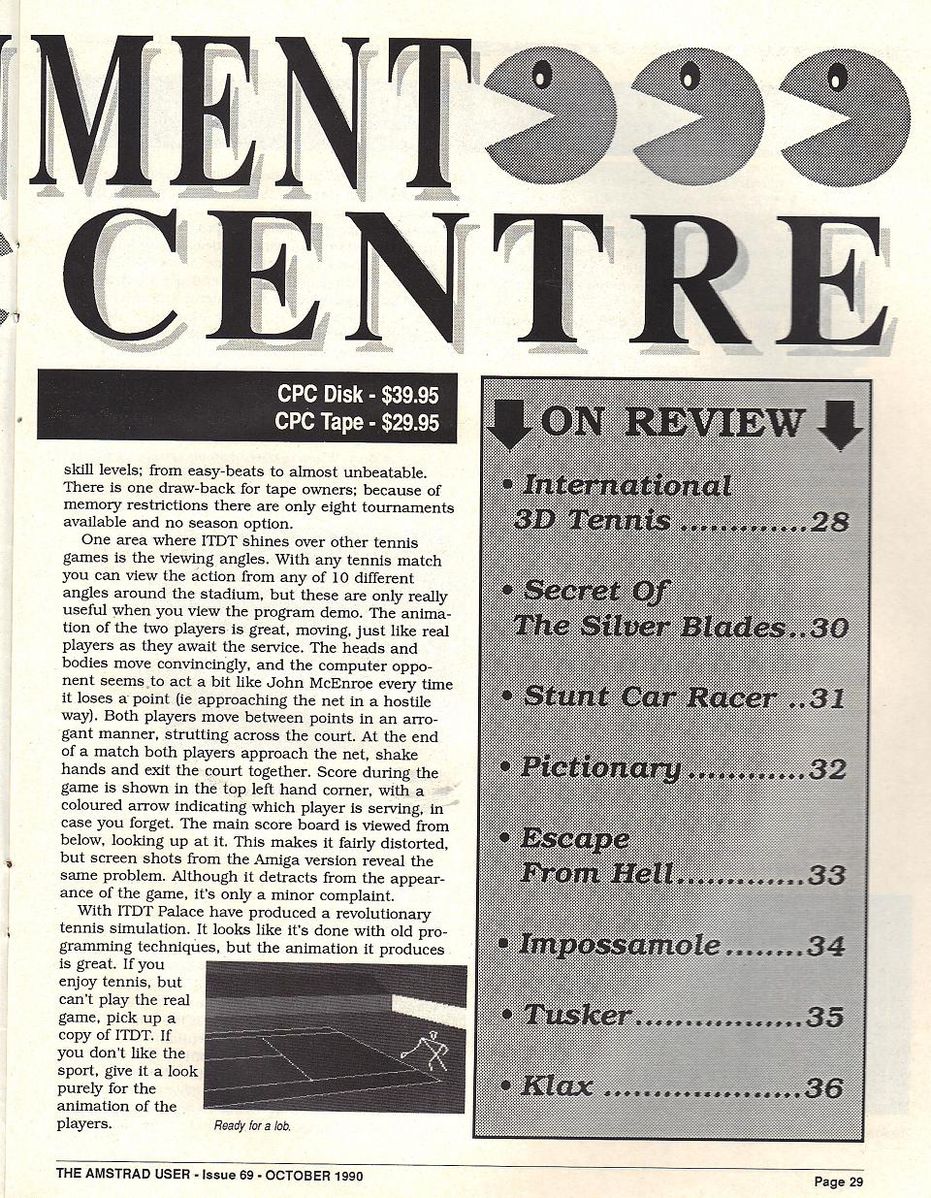 MENT
CENTRE
CPC Disk - $39.95
CPC Tape - $29.95
skill levels; from easy-beats to almost unbeatable.
There is one draw-back for tape owners; because of
memory restrictions there are only eight tournaments
available and no season option.
One area where ITDT shines over other tennis
games is the viewing angles. With any tennis match
you can view the action from any of 10 different
angles around the stadium, but these are only really
useful when you view the program demo. The anima-
tion of the two players is great, moving, just like real
players as they await the service. The heads and
bodies move convincingly, and the computer oppo-
nent seems to act a bit like John McEnroe every time
it loses a point (ie approaching the net in a hostile
way). Both players move between points in an arro-
gant manner, strutting across the court. At the end
of a match both players approach the net, shake
hands and exit the court together. Score during the
game is shown in the top left hand corner, with a
coloured arrow indicating which player is serving, in
case you forget. The main score board is viewed from
below, looking up at it. This makes it fairly distorted,
but screen shots from the Amiga version reveal the
same problem. Although it detracts from the appear-
ance of the game, it's only a minor complaint.
With ITDT Palace have produced a revolutionary
tennis simulation. It looks like it's done with old pro-
gramming techniques, but the animation it produces
is great. If you
enjoy tennis, but
can't play the real
game, pick up a
copy of ITDT. If
you don't like the
sport, give it a look
purely for the
animation of the
players.
Ready for a lob.
ON REVIEW
• International
3D Tennis .............28
• Secret Of
The Silver Blades..30
• Stunt Car Racer ..31
• Pictionary............32
• Escape
From Hell.............33
• Impossamole........34
• Tusker.................35
• Klax ....................36
THE AMSTRAD USER - Issue 69 - OCTOBER 1990
Page 29